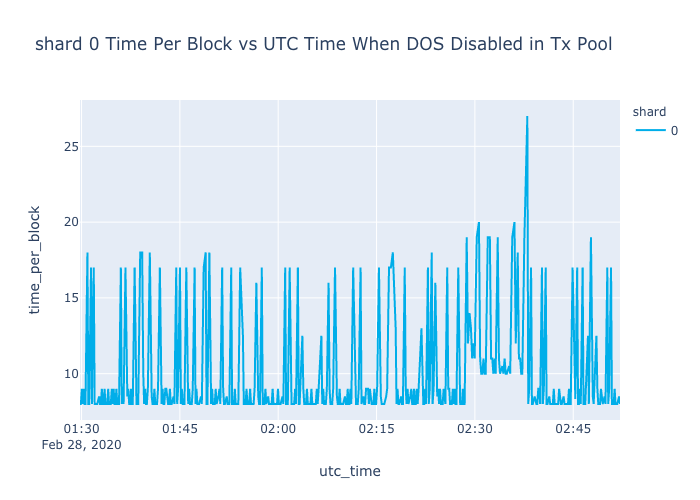 shard 0 Time Per Block vs UTC Time When DOS Disabled in Tx Pool
shard
0
25
20
15
10
time_per_block
01:30
01:45
02:00
02:15
02:30
02:45
Feb 28, 2020
utc_time